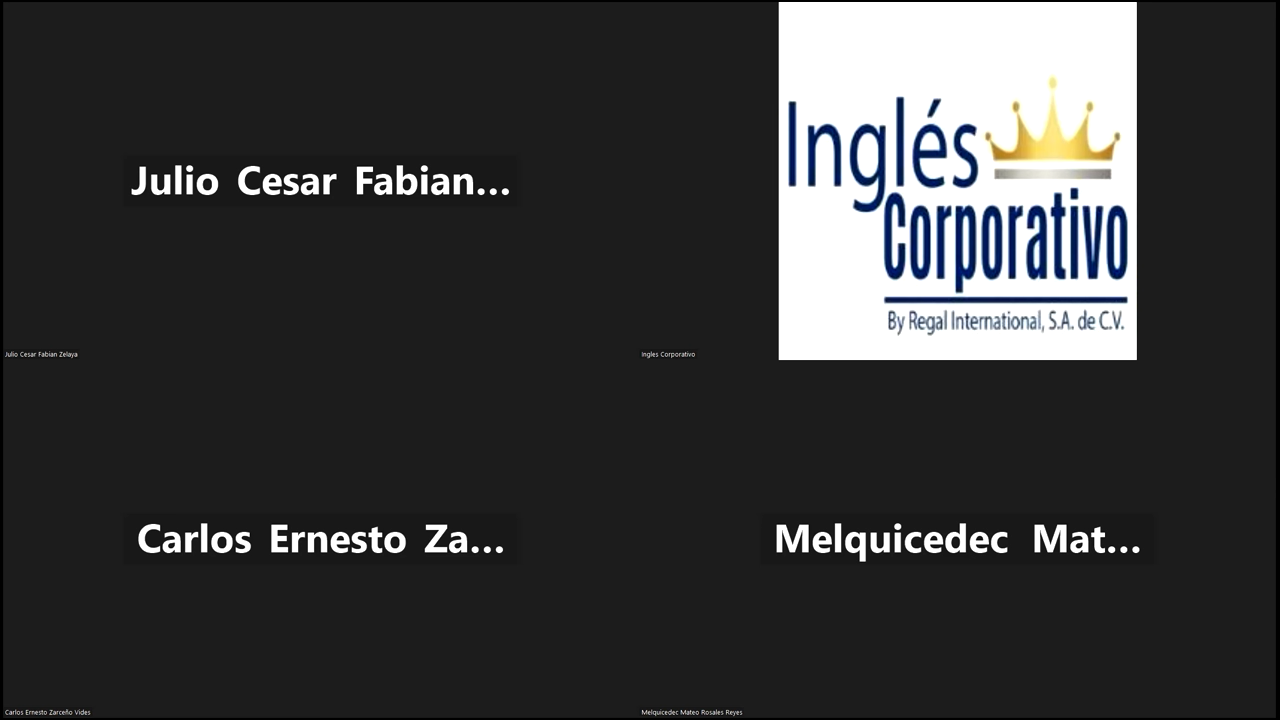 Julio Cesar Fabian...
Julio Cesar Fabian Zelaya
Inglés
Corporativo
By Regal International, S.A. de C.V.
Ingles Corporativo
Carlos Ernesto Za...
Carlos Ernesto Zarceño Vides
Melquicedec Mat...
Melquicedec Mateo Rosales Reyes